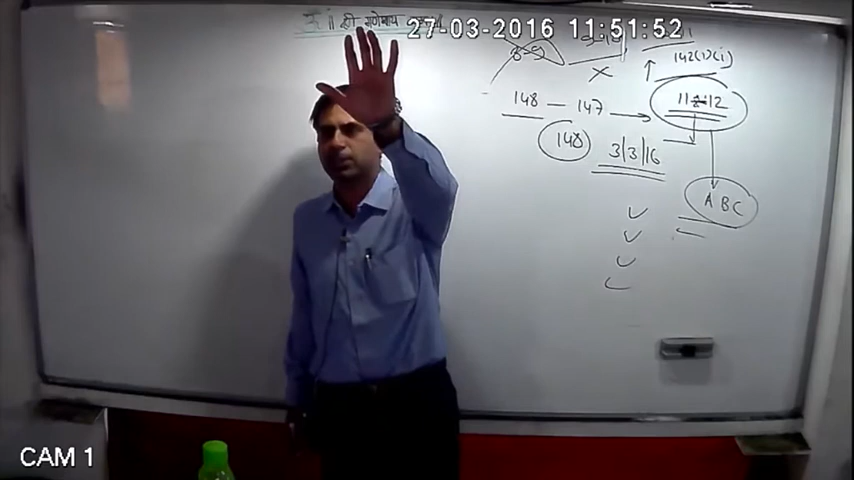 27-03-2016 11:51:52
142(1)(i)
148 — 147 → 11-12
148 3/3/16
ABC
CAM 1